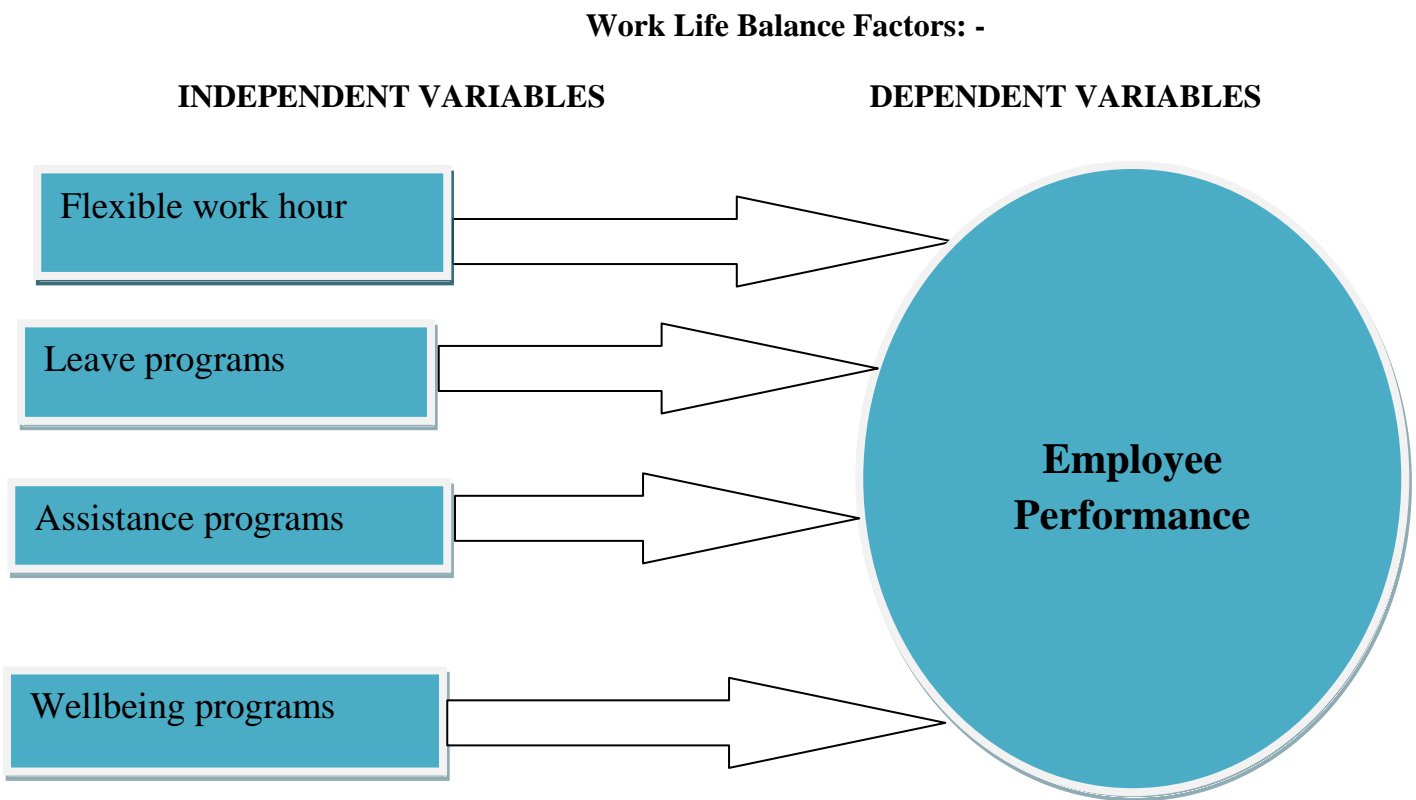 Work Life Balance Factors: -
INDEPENDENT VARIABLES
DEPENDENT VARIABLES
Flexible work hour
Leave programs
Assistance programs
Wellbeing programs
Employee
Performance